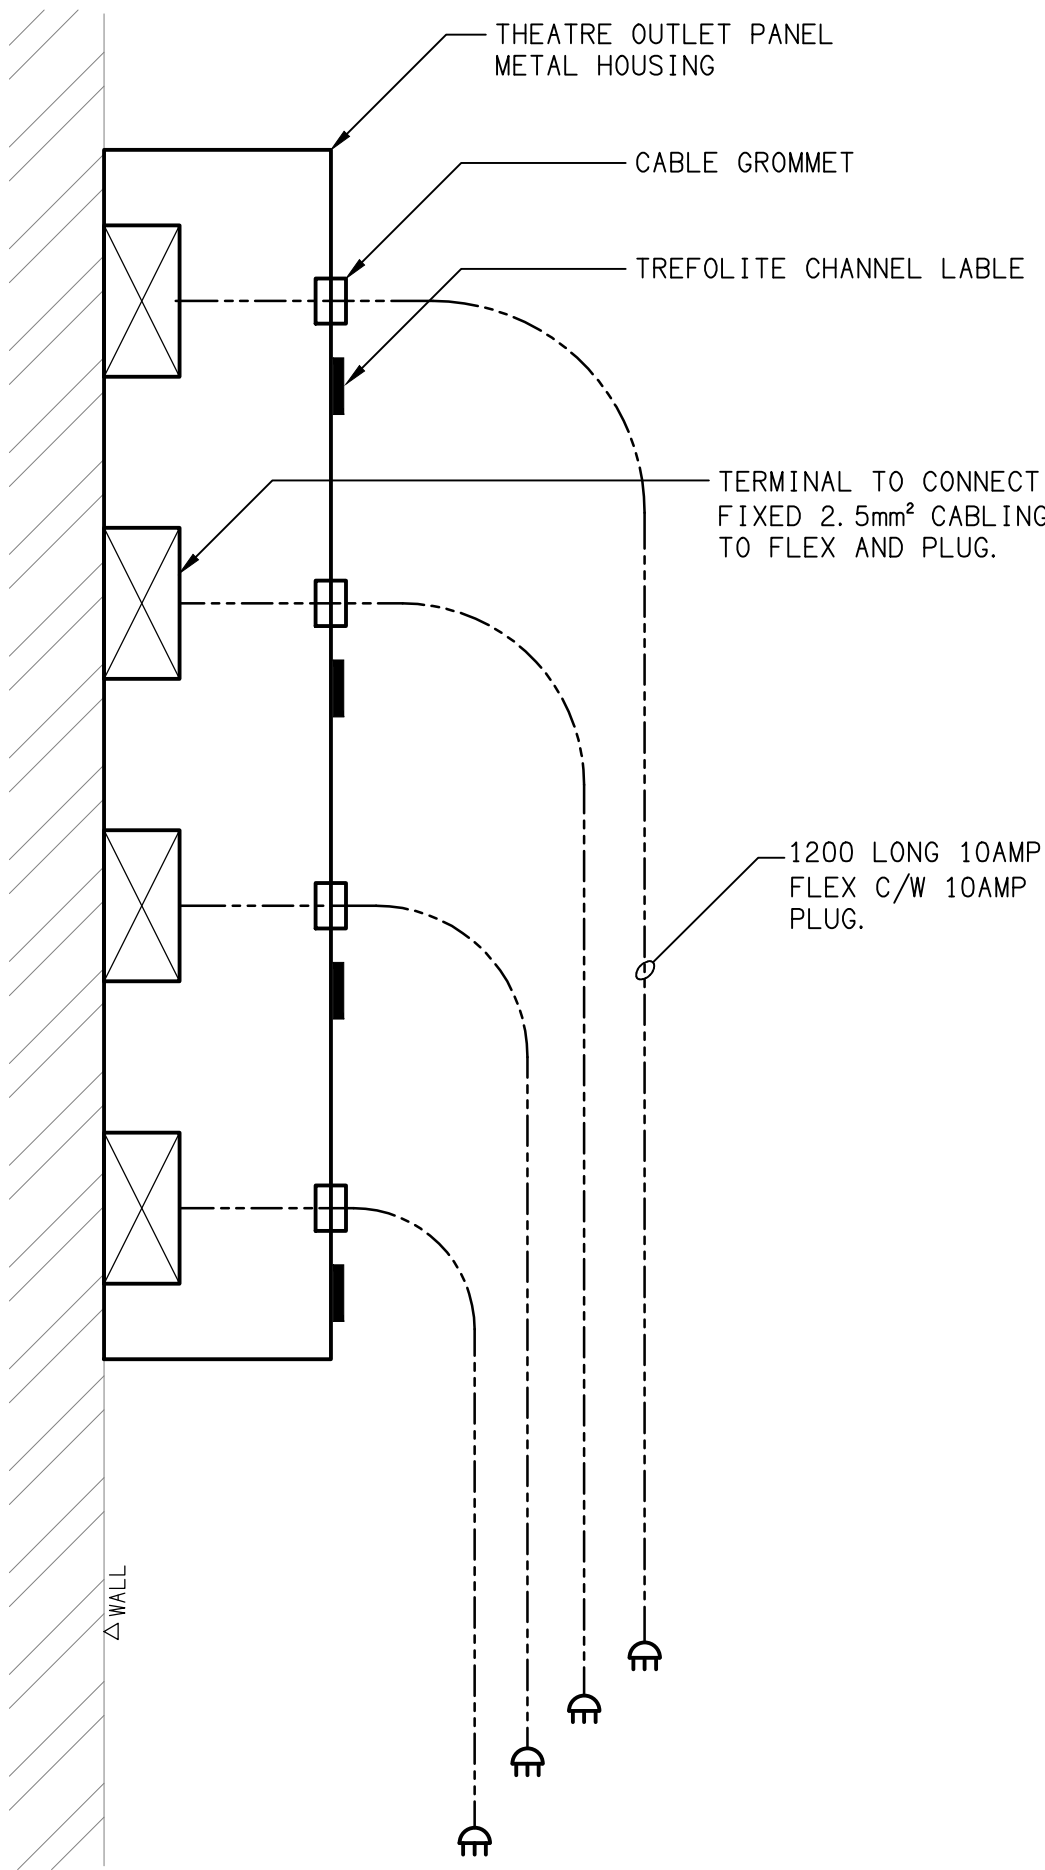 THEATRE OUTLET PANEL
METAL HOUSING
CABLE GROMMET
TREFOLITE CHANNEL LABLE
TERMINAL TO CONNECT
FIXED 2.5mm² CABLING
TO FLEX AND PLUG.
1200 LONG 10AMP
FLEX C/W 10AMP
PLUG.
WALL